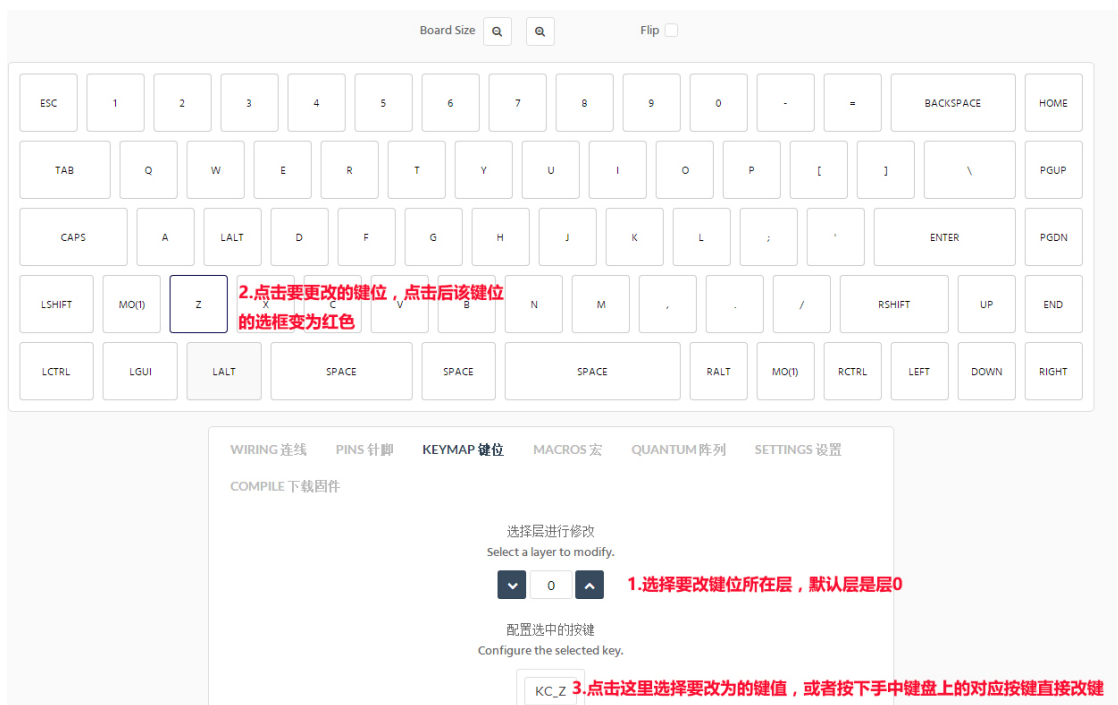 Board Size
Flip
ESC 1 2 3 4 5 6 7 8 9 0 - = BACKSPACE HOME
TAB Q W E R T Y U I O P [ ] \ PGUP
CAPS A LALT D F G H J K L ; ' ENTER PGDN
LSHIFT MO(1) Z X C V B N M , . / RSHIFT UP END
2.点击要更改的键位，点击后该键位
的选框变为红色
LCTRL LGUI LALT SPACE SPACE SPACE RALT MO(1) RCTRL LEFT DOWN RIGHT
WIRING 连线 PINS 针脚 KEYMAP 键位 MACROS 宏 QUANTUM 阵列 SETTINGS 设置
COMPILE 下载固件
选择层进行修改
Select a layer to modify.
0 1.选择要改键位所在层，默认层是层0
配置选中的按键
Configure the selected key.
KC_Z 3.点击这里选择要改为的键值，或者按下手中键盘上的对应按键直接改键